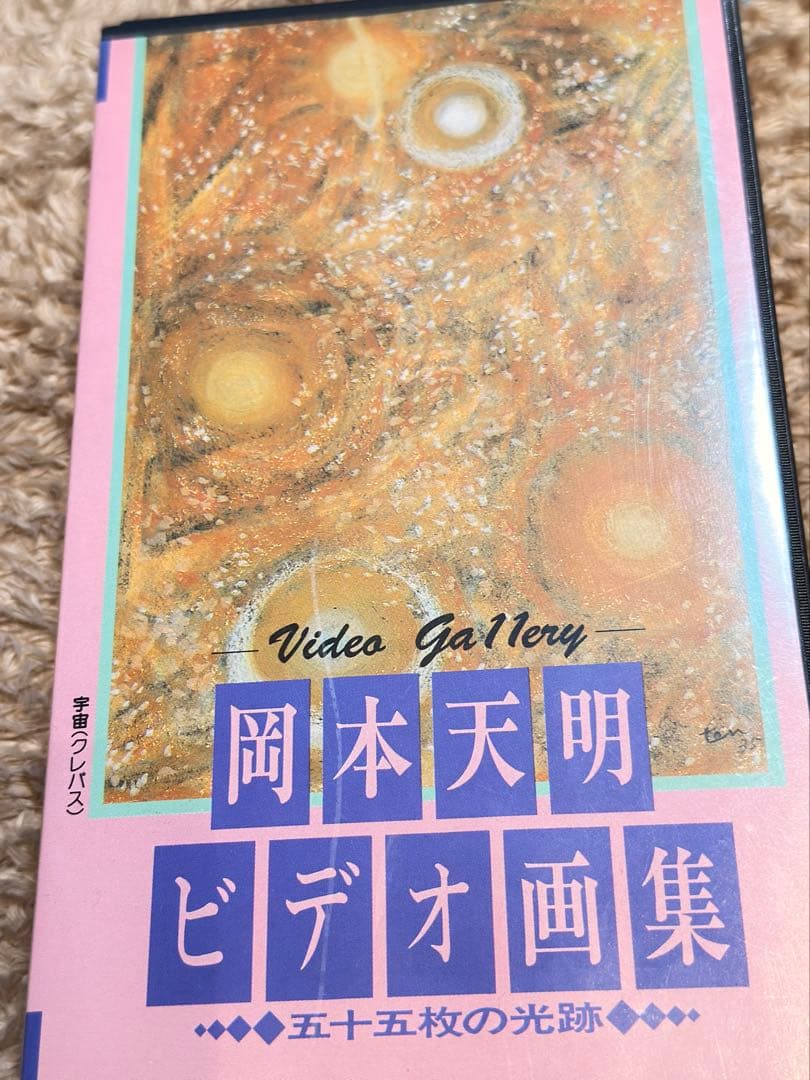 Video Ga11ery
岡本天明
ビデオ画集
五十五枚の光跡
宇宙(クレパス)
ten